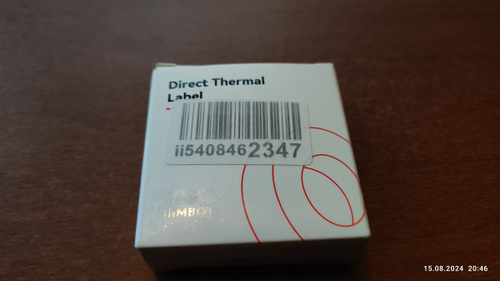 Direct Thermal
Label
ii5408462347
15.08.2024 20:46